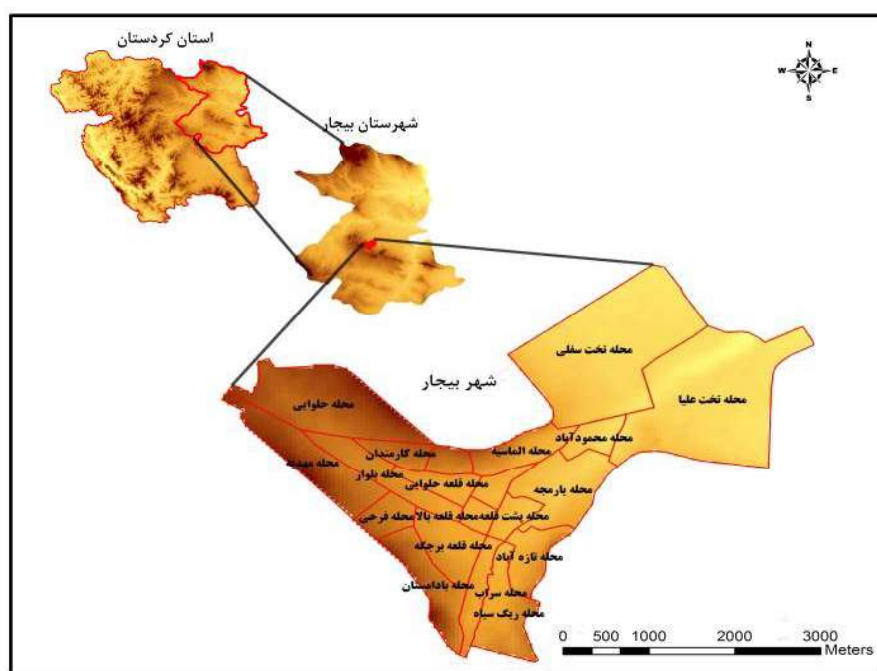 استان کردستان
N
W E
S
شهرستان بیجار
شهر بیجار
محله تخت سفلی
محله تخت علیا
محله حلوایی
محله محمودآباد
محله الماسیه
محله کارمندان
محله مهدیه
محله بلوار
محله قلعه حلوایی
محله یارمجه
محله پشت قلعه
محله قلعه بالا
محله فرحی
محله قلعه برجگه
محله تازه آباد
محله بادامستان
محله سراب
محله ریگ سیاه
0 500 1000 2000 3000
Meters